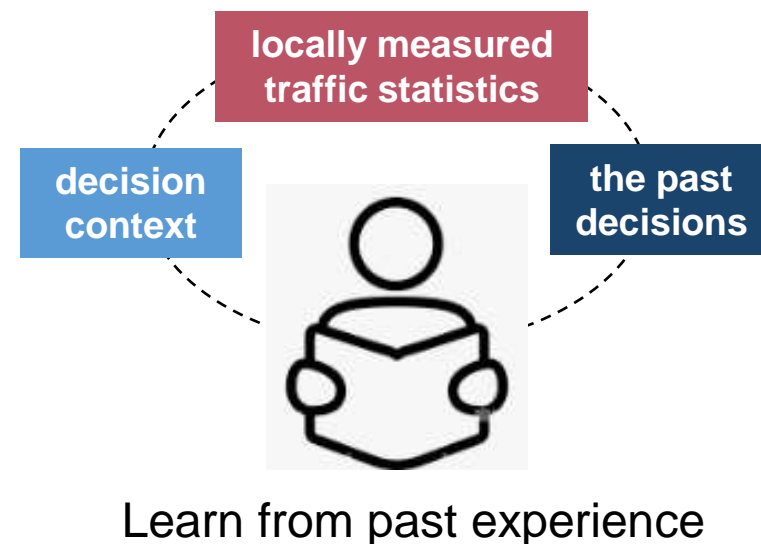 locally measured
traffic statistics
decision
context
the past
decisions
Learn from past experience